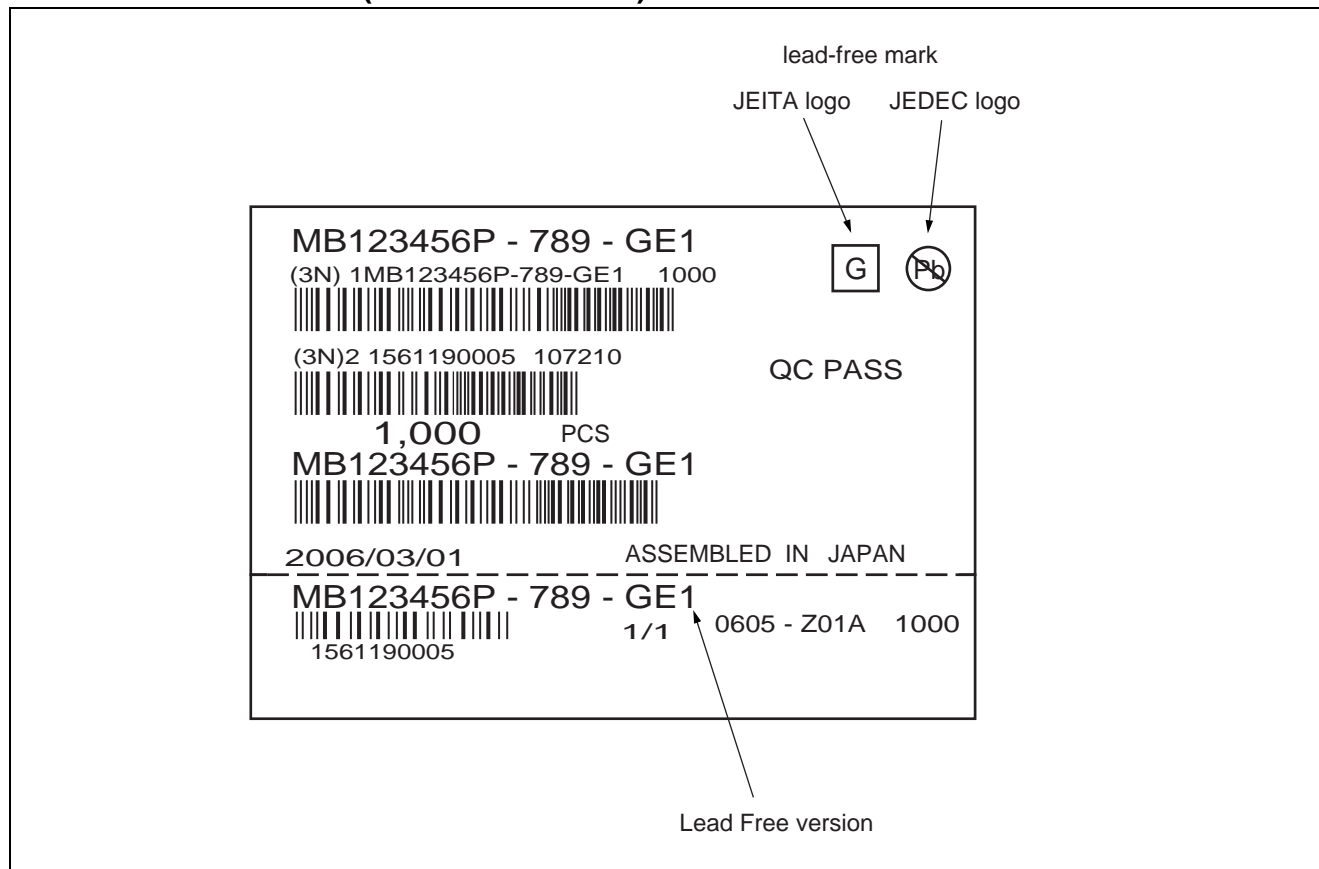 lead-free mark
JEITA logo JEDEC logo
MB123456P - 789 - GE1
(3N) 1MB123456P-789-GE1 1000
G Pb
(3N)2 1561190005 107210
QC PASS
1,000 PCS
MB123456P - 789 - GE1
2006/03/01 ASSEMBLED IN JAPAN
MB123456P - 789 - GE1
1/1 0605 - Z01A 1000
1561190005
Lead Free version